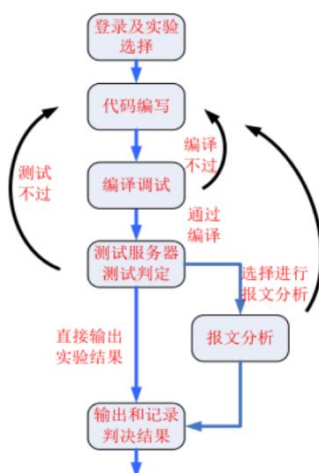 登录及实验
选择
代码编写
测试
不过
编译
不过
编译调试
通过
编译
测试服务器
测试判定
选择进行
报文分析
直接输出
实验结果
报文分析
输出和记录
判决结果